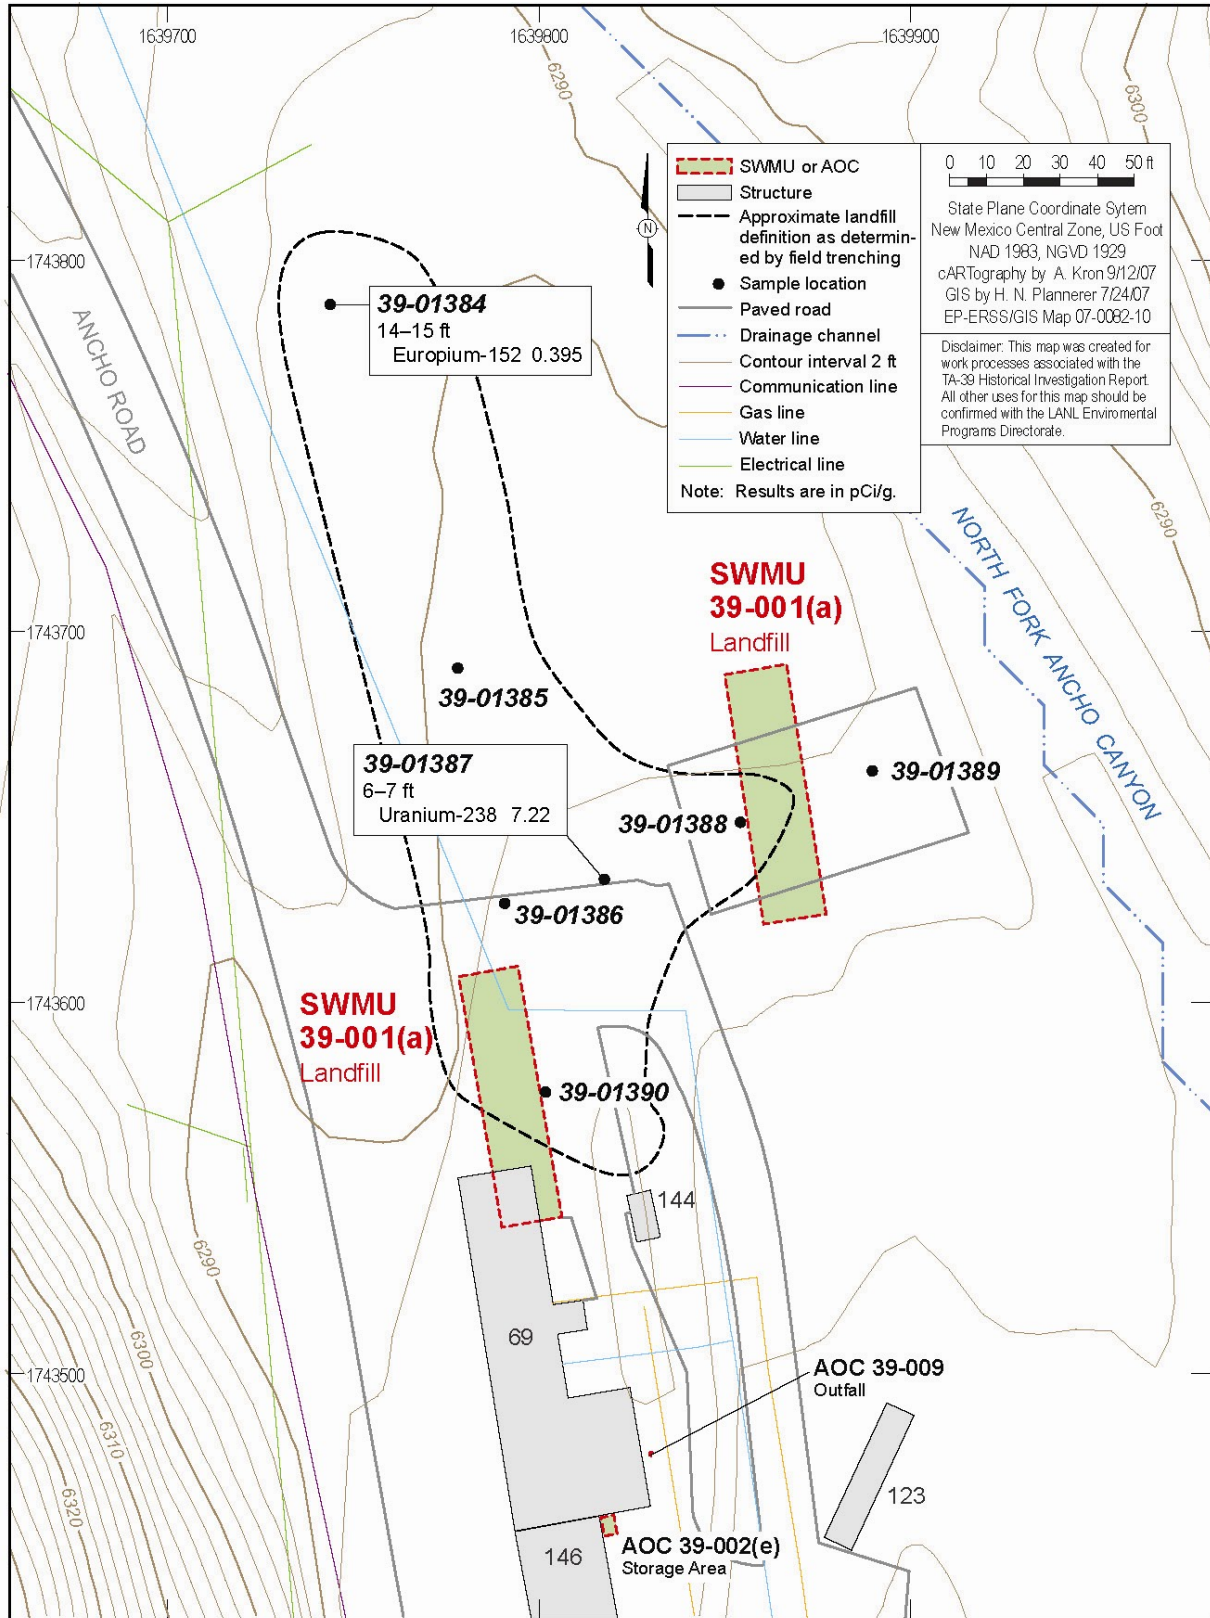 1639700
1639800
1639900
6290
6300
SWMU or AOC
Structure
Approximate landfill
definition as determin-
ed by field trenching
Sample location
Paved road
Drainage channel
Contour interval 2 ft
Communication line
Gas line
Water line
Electrical line
Note: Results are in pCi/g.
0 10 20 30 40 50 ft
State Plane Coordinate Sytem
New Mexico Central Zone, US Foot
NAD 1983, NGVD 1929
cARTography by A. Kron 9/12/07
GIS by H. N. Plannerer 7/24/07
EP-ERSS/GIS Map 07-0082-10
Disclaimer: This map was created for
work processes associated with the
TA-39 Historical Investigation Report.
All other uses for this map should be
confirmed with the LANL Enviromental
Programs Directorate.
N
1743800
39-01384
14–15 ft
Europium-152 0.395
ANCHO ROAD
6290
NORTH FORK ANCHO CANYON
SWMU
39-001(a)
Landfill
1743700
39-01385
39-01387
6–7 ft
Uranium-238 7.22
39-01389
39-01388
39-01386
1743600
SWMU
39-001(a)
Landfill
39-01390
144
6290
69
6300
1743500
AOC 39-009
Outfall
6310
6320
123
146
AOC 39-002(e)
Storage Area